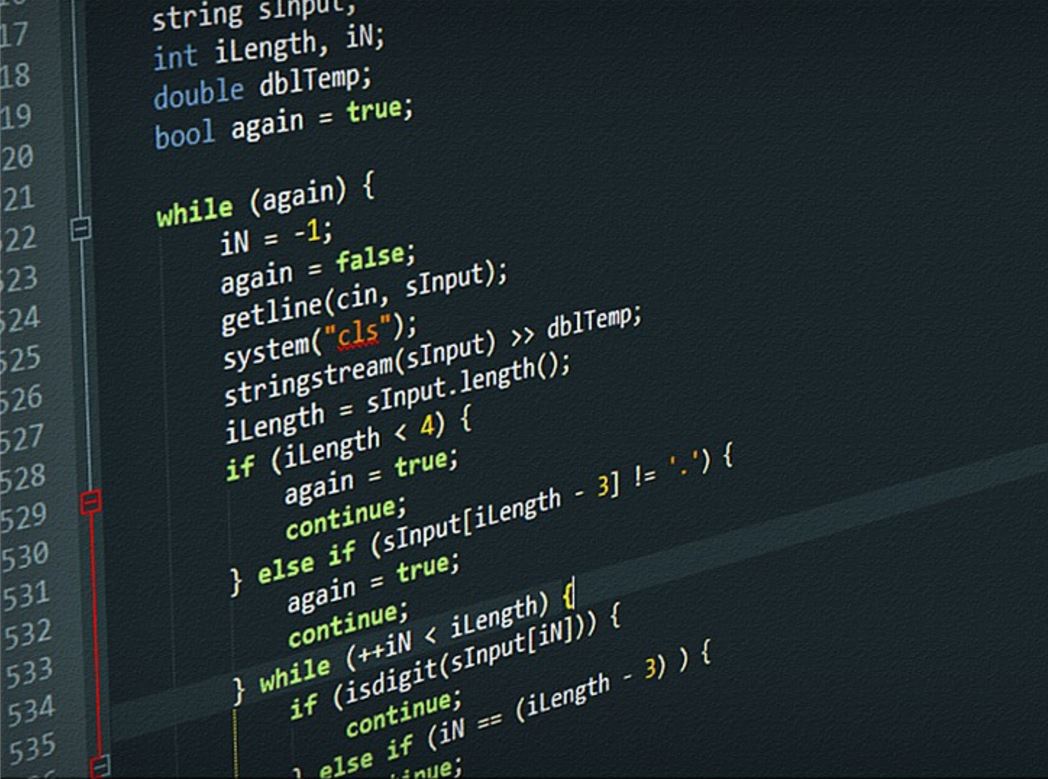 17
18
19
20
21
22
523
524
525
526
527
528
529
530
531
532
533
534
535
string sInput;
int iLength, iN;
double dblTemp;
bool again = true;
while (again) {
iN = -1;
again = false;
getline(cin, sInput);
system("cls");
stringstream(sInput) >> dblTemp;
iLength = sInput.length();
if (iLength < 4) {
again = true;
continue;
} else if (sInput[iLength - 3] != '.') {
again = true;
continue;
} while (++iN < iLength) {
if (isdigit(sInput[iN])) {
continue;
} else if (iN == (iLength - 3) ) {